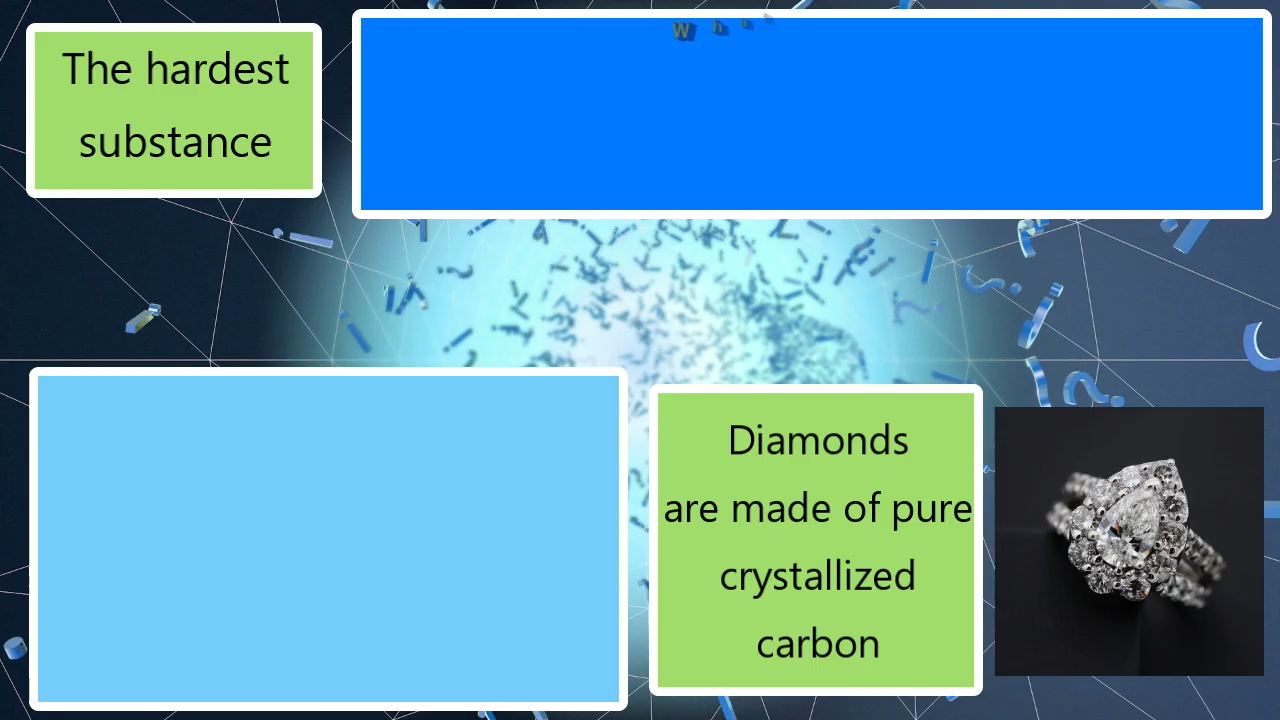 The hardest
substance
Diamonds
are made of pure
crystallized
carbon